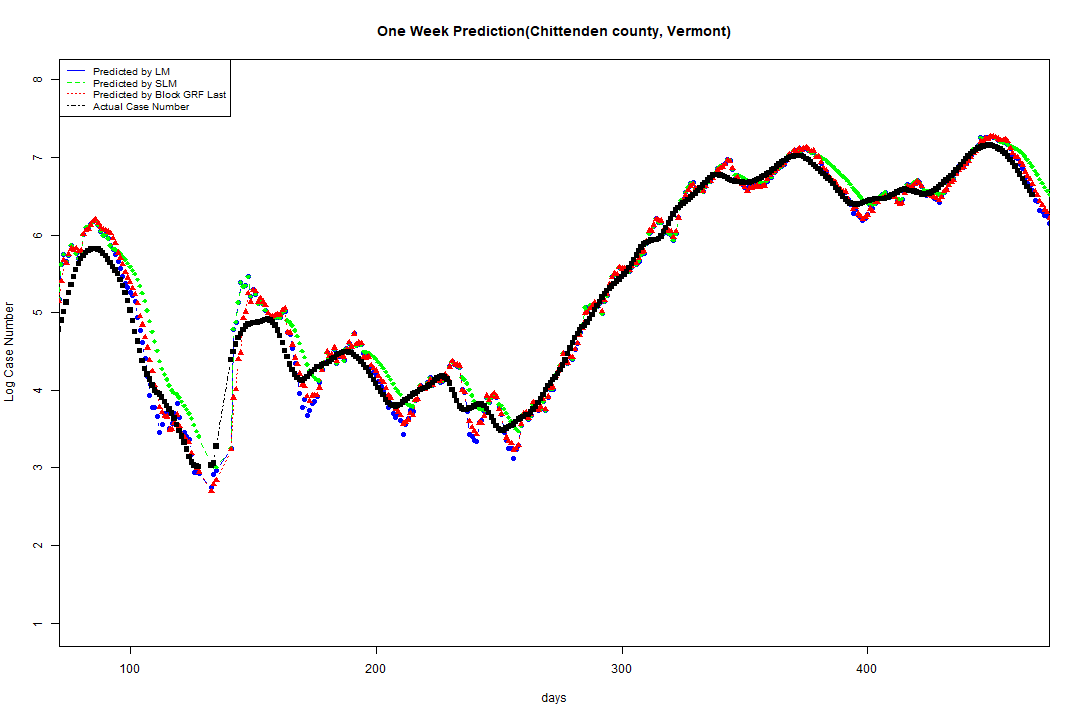 One Week Prediction(Chittenden county, Vermont)
Predicted by LM
Predicted by SLM
Predicted by Block GRF Last
Actual Case Number
8
7
6
5
4
3
2
1
Log Case Number
100 200 300 400
days